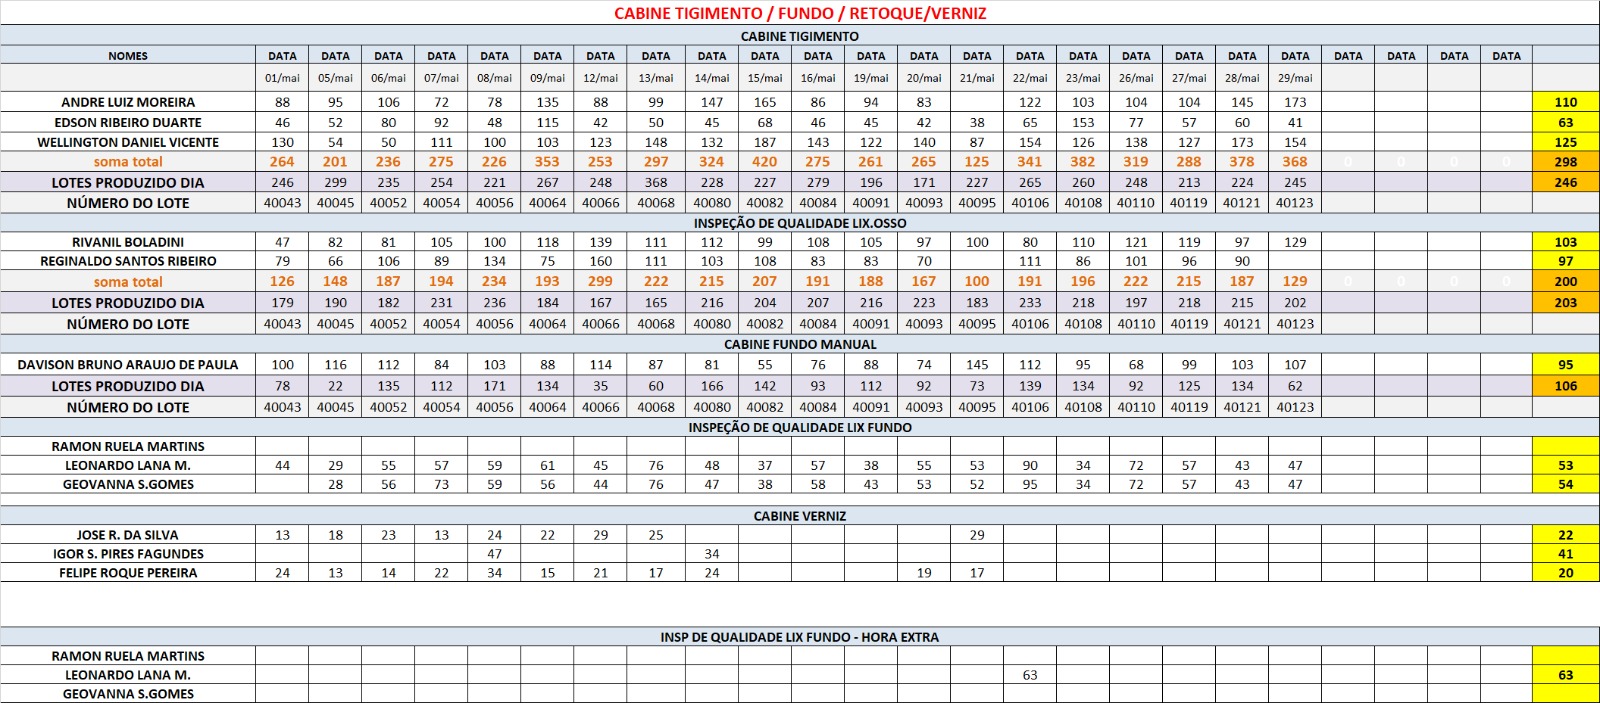 CABINE TIGIMENTO / FUNDO / RETOQUE/VERNIZ
CABINE TIGIMENTO
NOMES DATA DATA DATA DATA DATA DATA DATA DATA DATA DATA DATA DATA DATA DATA DATA DATA DATA DATA DATA DATA DATA DATA DATA DATA
01/mai 05/mai 06/mai 07/mai 08/mai 09/mai 12/mai 13/mai 14/mai 15/mai 16/mai 19/mai 20/mai 21/mai 22/mai 23/mai 26/mai 27/mai 28/mai 29/mai
ANDRE LUIZ MOREIRA 88 95 106 72 78 135 88 99 147 165 86 94 83 122 103 104 104 145 173 110
EDSON RIBEIRO DUARTE 46 52 80 92 48 115 42 50 45 68 46 45 42 38 65 153 77 57 60 41 63
WELLINGTON DANIEL VICENTE 130 54 50 111 100 103 123 148 132 187 143 122 140 87 154 126 138 127 173 154 125
soma total 264 201 236 275 226 353 253 297 324 420 275 261 265 125 341 382 319 288 378 368 0 0 0 0 298
LOTES PRODUZIDO DIA 246 299 235 254 221 267 248 368 228 227 279 196 171 227 265 260 248 213 224 245 246
NÚMERO DO LOTE 40043 40045 40052 40054 40056 40064 40066 40068 40080 40082 40084 40091 40093 40095 40106 40108 40110 40119 40121 40123
INSPEÇÃO DE QUALIDADE LIX.OSSO
RIVANIL BOLADINI 47 82 81 105 100 118 139 111 112 99 108 105 97 100 80 110 121 119 97 129 103
REGINALDO SANTOS RIBEIRO 79 66 106 89 134 75 160 111 103 108 83 83 70 111 86 101 96 90 97
soma total 126 148 187 194 234 193 299 222 215 207 191 188 167 100 191 196 222 215 187 129 0 0 0 0 200
LOTES PRODUZIDO DIA 179 190 182 231 236 184 167 165 216 204 207 216 223 183 233 218 197 218 215 202 203
NÚMERO DO LOTE 40043 40045 40052 40054 40056 40064 40066 40068 40080 40082 40084 40091 40093 40095 40106 40108 40110 40119 40121 40123
CABINE FUNDO MANUAL
DAVISON BRUNO ARAUJO DE PAULA 100 116 112 84 103 88 114 87 81 55 76 88 74 145 112 95 68 99 103 107 95
LOTES PRODUZIDO DIA 78 22 135 112 171 134 35 60 166 142 93 112 92 73 139 134 92 125 134 62 106
NÚMERO DO LOTE 40043 40045 40052 40054 40056 40064 40066 40068 40080 40082 40084 40091 40093 40095 40106 40108 40110 40119 40121 40123
INSPEÇÃO DE QUALIDADE LIX FUNDO
RAMON RUELA MARTINS
LEONARDO LANA M. 44 29 55 57 59 61 45 76 48 37 57 38 55 53 90 34 72 57 43 47 53
GEOVANNA S.GOMES 28 56 73 59 56 44 76 47 38 58 43 53 52 95 34 72 57 43 47 54
CABINE VERNIZ
JOSE R. DA SILVA 13 18 23 13 24 22 29 25 29 22
IGOR S. PIRES FAGUNDES 47 34 41
FELIPE ROQUE PEREIRA 24 13 14 22 34 15 21 17 24 19 17 20
INSP DE QUALIDADE LIX FUNDO - HORA EXTRA
RAMON RUELA MARTINS
LEONARDO LANA M. 63 63
GEOVANNA S.GOMES